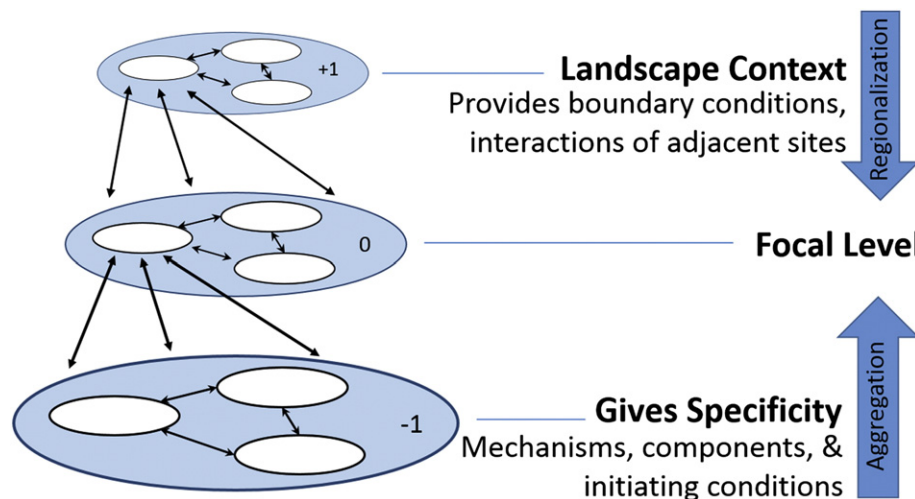 +1
Landscape Context
Provides boundary conditions,
interactions of adjacent sites
Regionalization
0
Focal Level
-1
Gives Specificity
Mechanisms, components, &
initiating conditions
Aggregation